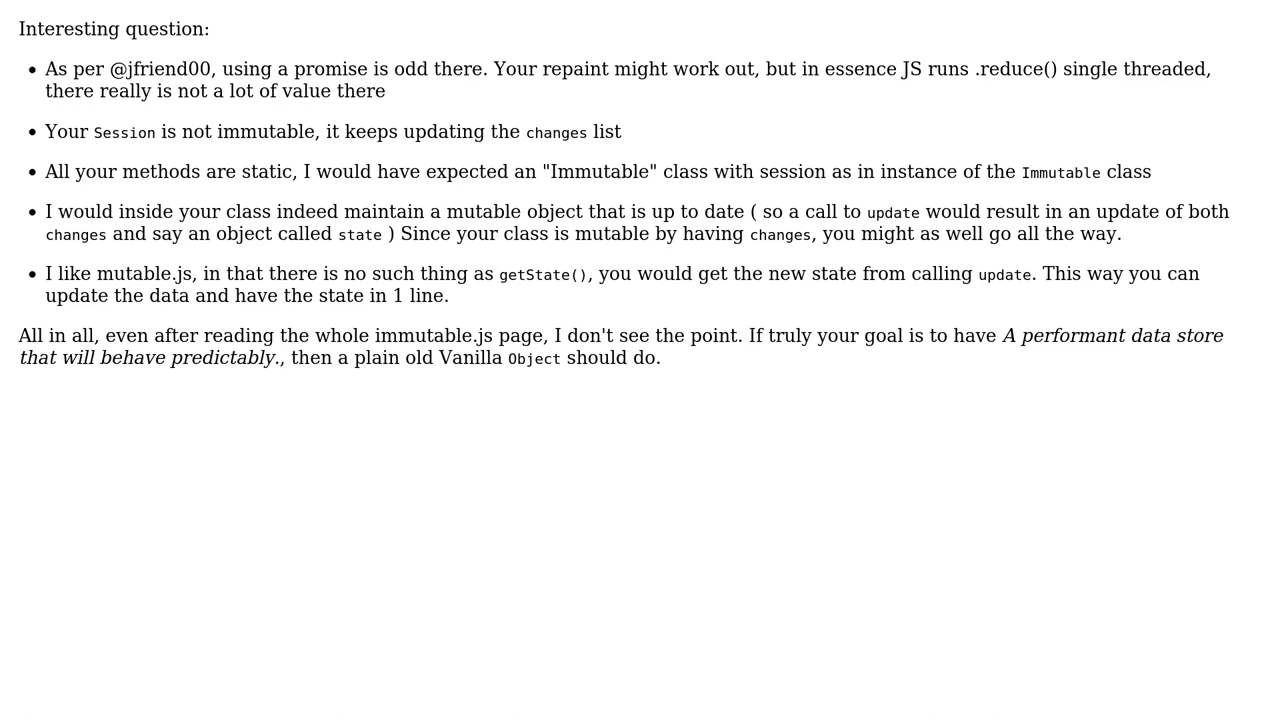 Interesting question:
As per @jfriend00, using a promise is odd there. Your repaint might work out, but in essence JS runs .reduce() single threaded,
there really is not a lot of value there
Your Session is not immutable, it keeps updating the changes list
All your methods are static, I would have expected an "Immutable" class with session as in instance of the Immutable class
I would inside your class indeed maintain a mutable object that is up to date ( so a call to update would result in an update of both
changes and say an object called state ) Since your class is mutable by having changes, you might as well go all the way.
I like mutable.js, in that there is no such thing as getState(), you would get the new state from calling update. This way you can
update the data and have the state in 1 line.
All in all, even after reading the whole immutable.js page, I don't see the point. If truly your goal is to have A performant data store
that will behave predictably., then a plain old Vanilla Object should do.